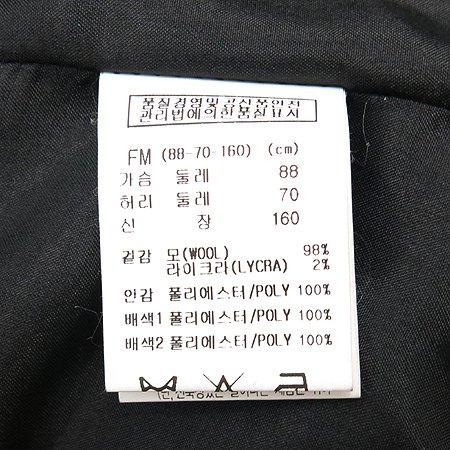 품질경영및공산품안전
관리법에의한품질표시
FM (88-70-160) (cm)
가슴 둘레 88
허리 둘레 70
신 장 160
겉감 모(WOOL) 98%
라이크라(LYCRA) 2%
안감 폴리에스터/POLY 100%
배색1 폴리에스터/POLY 100%
배색2 폴리에스터/POLY 100%